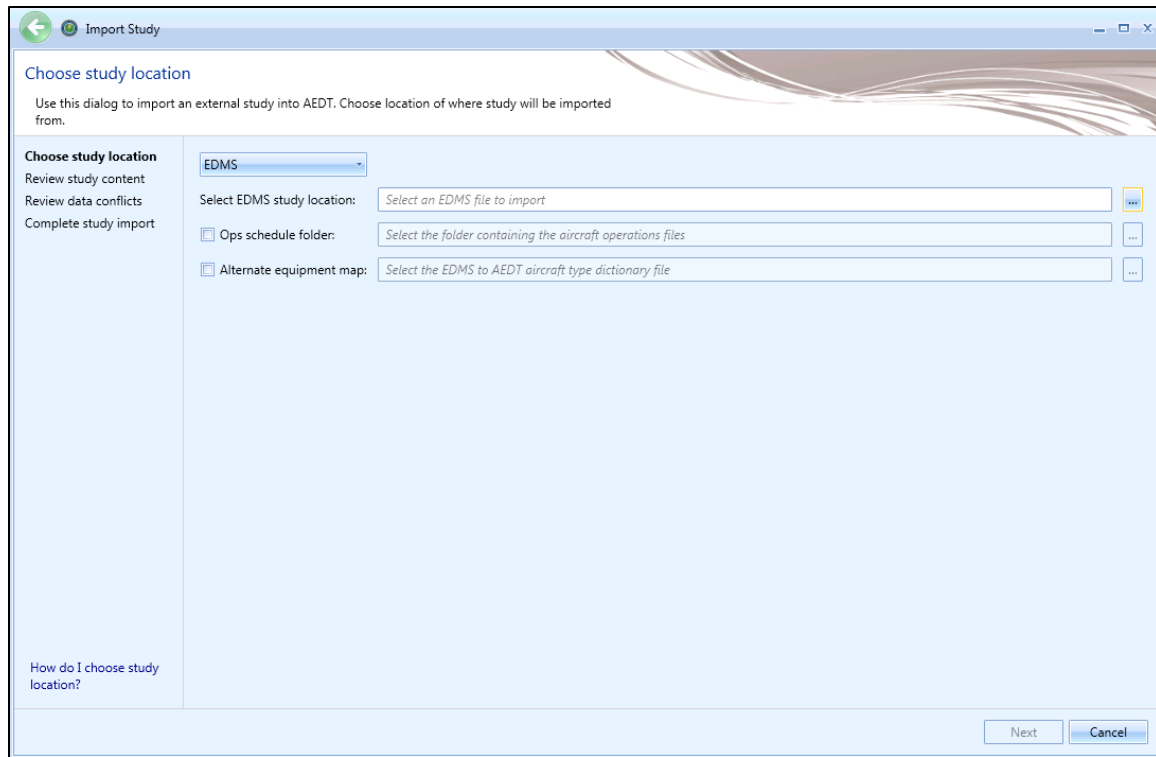 Import Study
Choose study location
Use this dialog to import an external study into AEDT. Choose location of where study will be imported
from.
Choose study location
Review study content
Review data conflicts
Complete study import
EDMS
Select EDMS study location:
Select an EDMS file to import
...
Ops schedule folder:
Select the folder containing the aircraft operations files
...
Alternate equipment map:
Select the EDMS to AEDT aircraft type dictionary file
...
How do I choose study
location?
Next
Cancel